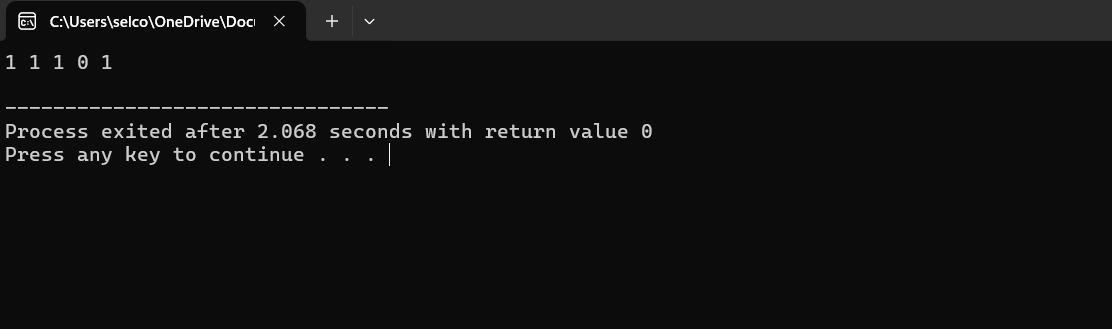 C:\Users\selco\OneDrive\Docu
1 1 1 0 1
--------------------------------
Process exited after 2.068 seconds with return value 0
Press any key to continue . . .